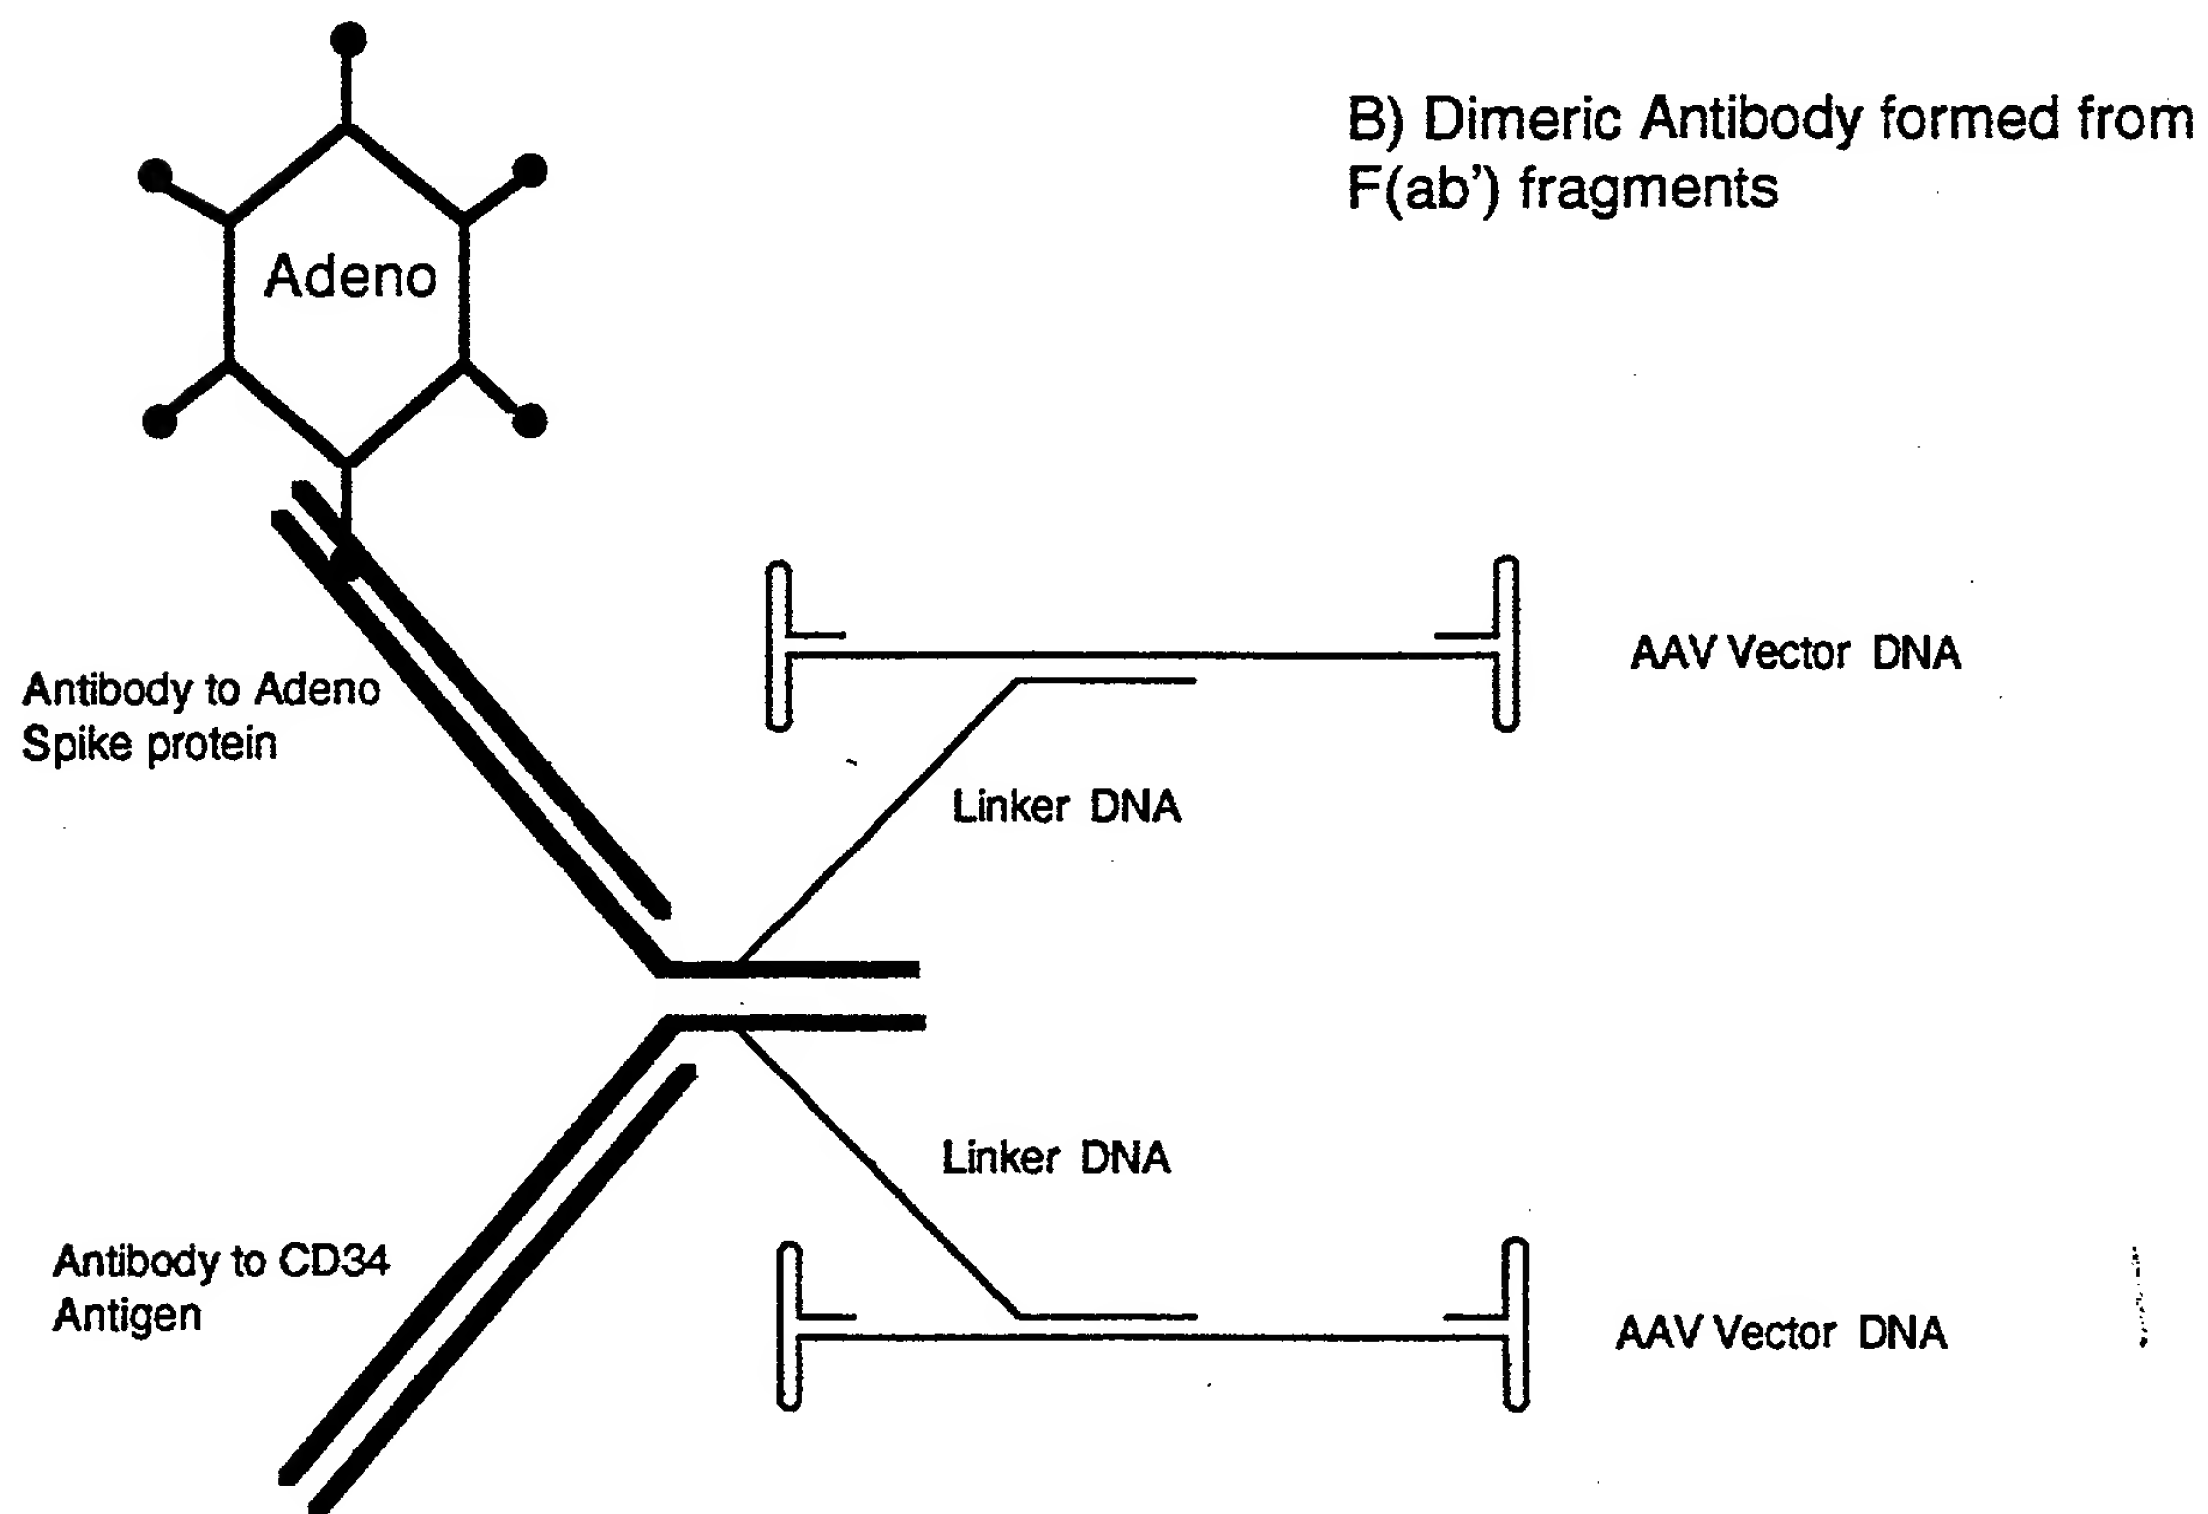 B) Dimeric Antibody formed from
F(ab') fragments
Adeno
AAV Vector DNA
Antibody to Adeno
Spike protein
Linker DNA
Linker DNA
Antibody to CD34
Antigen
AAV Vector DNA